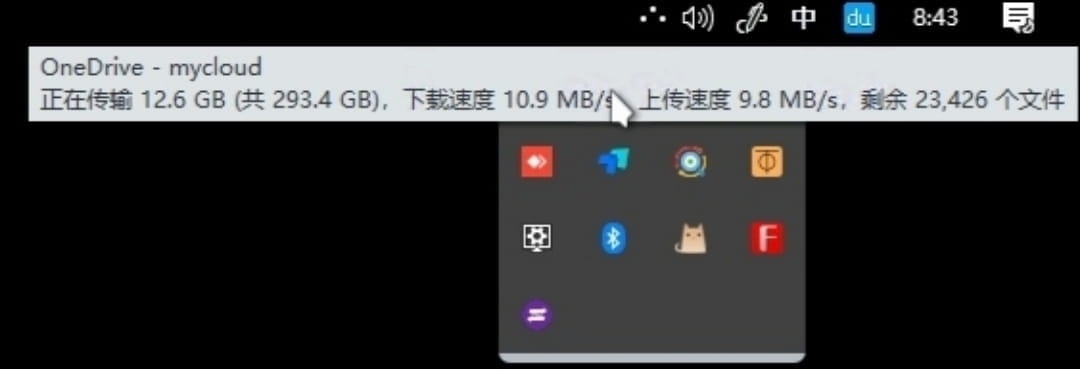 中 du 8:43
OneDrive - mycloud
正在传输 12.6 GB (共 293.4 GB)，下载速度 10.9 MB/s，上传速度 9.8 MB/s，剩余 23,426 个文件
F